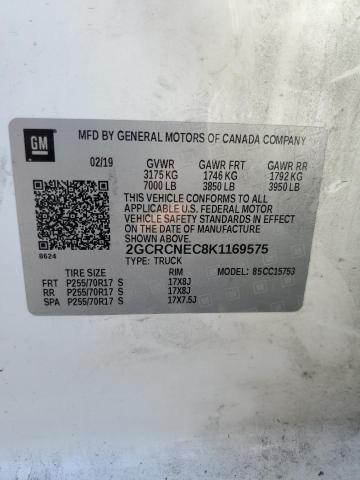 GM
MFD BY GENERAL MOTORS OF CANADA COMPANY
02/19 GVWR GAWR FRT GAWR RR
3175 KG 1746 KG 1792 KG
7000 LB 3850 LB 3950 LB
THIS VEHICLE CONFORMS TO ALL
APPLICABLE U.S. FEDERAL MOTOR
VEHICLE SAFETY STANDARDS IN EFFECT
ON THE DATE OF MANUFACTURE
SHOWN ABOVE.
8624 2GCRCNEC8K1169575
TYPE: TRUCK
TIRE SIZE RIM MODEL: 85CC15753
FRT P255/70R17 S 17X8J
RR P255/70R17 S 17X8J
SPA P255/70R17 S 17X7.5J